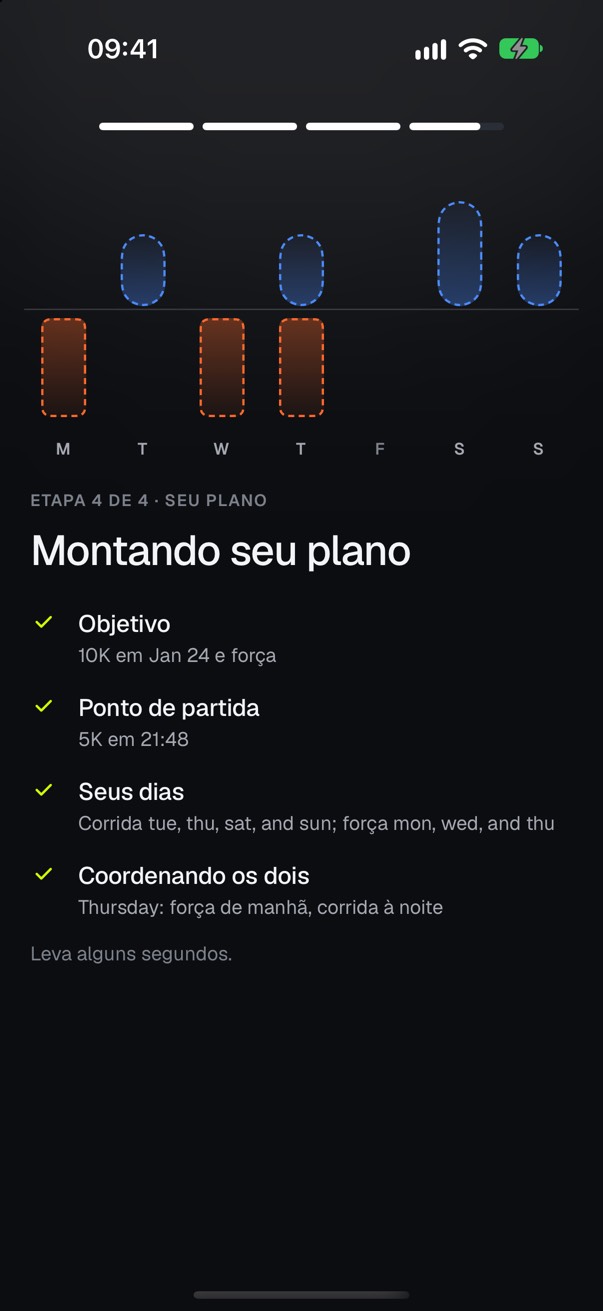 09:41
M T W T F S S
ETAPA 4 DE 4 · SEU PLANO
Montando seu plano
Objetivo
10K em Jan 24 e força
Ponto de partida
5K em 21:48
Seus dias
Corrida tue, thu, sat, and sun; força mon, wed, and thu
Coordenando os dois
Thursday: força de manhã, corrida à noite
Leva alguns segundos.